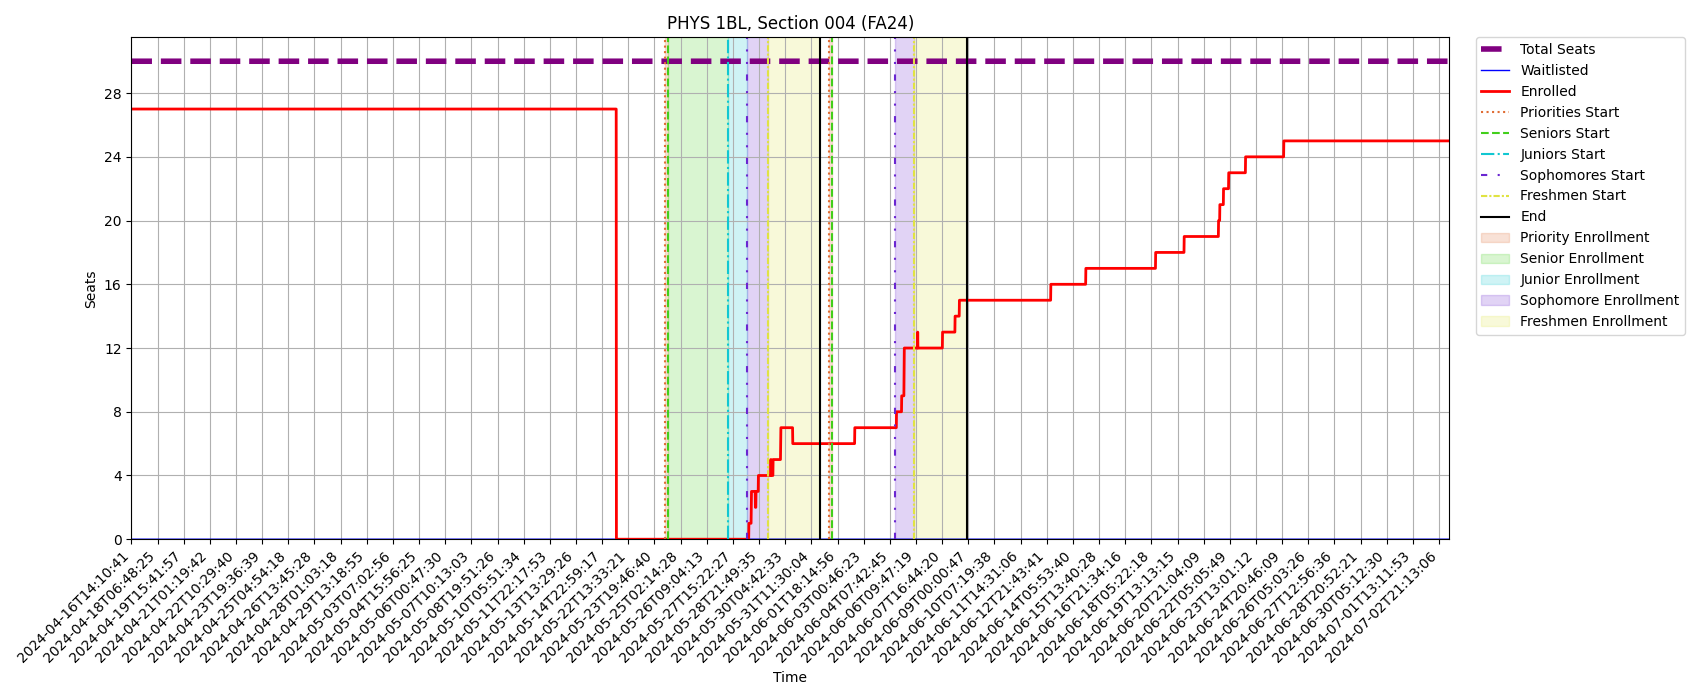 PHYS 1BL, Section 004 (FA24)
Total Seats
Waitlisted
Enrolled
Priorities Start
Seniors Start
Juniors Start
Sophomores Start
Freshmen Start
End
Priority Enrollment
Senior Enrollment
Junior Enrollment
Sophomore Enrollment
Freshmen Enrollment
Seats
28
24
20
16
12
8
4
0
2024-04-16T14:10:41
2024-04-18T06:48:25
2024-04-19T15:41:57
2024-04-21T01:19:42
2024-04-22T10:29:40
2024-04-23T19:36:39
2024-04-25T04:54:18
2024-04-26T13:45:28
2024-04-28T01:03:18
2024-04-29T13:18:55
2024-05-03T07:02:56
2024-05-04T15:56:25
2024-05-06T00:47:30
2024-05-07T10:13:03
2024-05-08T19:51:26
2024-05-10T05:51:34
2024-05-11T22:17:53
2024-05-13T13:29:26
2024-05-14T22:59:17
2024-05-22T13:33:21
2024-05-23T19:46:40
2024-05-25T02:14:28
2024-05-26T09:04:13
2024-05-27T15:22:27
2024-05-28T21:49:35
2024-05-30T04:42:33
2024-05-31T11:30:04
2024-06-01T18:14:56
2024-06-03T00:46:23
2024-06-04T07:42:45
2024-06-06T09:47:19
2024-06-07T16:44:20
2024-06-09T00:00:47
2024-06-10T07:19:38
2024-06-11T14:31:06
2024-06-12T21:43:41
2024-06-14T05:53:40
2024-06-15T13:40:28
2024-06-16T21:34:16
2024-06-18T05:22:18
2024-06-19T13:13:15
2024-06-20T21:04:09
2024-06-22T05:05:49
2024-06-23T13:01:12
2024-06-24T20:46:09
2024-06-26T05:03:26
2024-06-27T12:56:36
2024-06-28T20:52:21
2024-06-30T05:12:30
2024-07-01T13:11:53
2024-07-02T21:13:06
Time